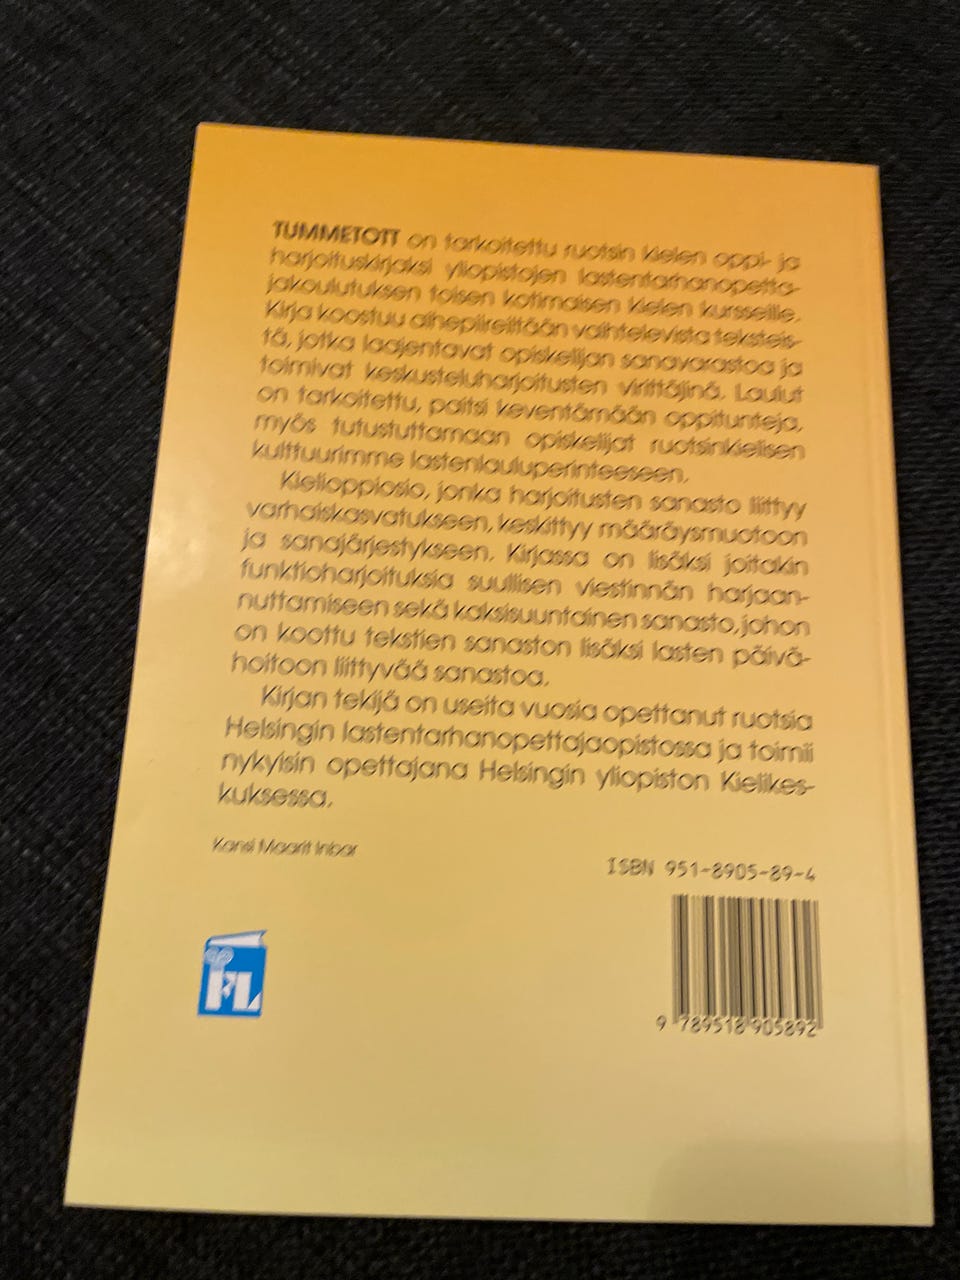 TUMMETOTT on tarkoitettu ruotsin kielen oppi- ja
harjoituskirjaksi yliopistojen lastentarhanopetta-
jakoulutuksen toisen kotimaisen kielen kursseille.
Kirja koostuu aihepiireiltään vaihtelevista teksteis-
tä, jotka laajentavat opiskelijan sanavarastoa ja
toimivat keskusteluharjoitusten virittäjinä. Laulut
on tarkoitettu, paitsi keventämään oppitunteja,
myös tutustuttamaan opiskelijat ruotsinkielisen
kulttuurimme lastenlauluperinteeseen.
Kielioppiosio, jonka harjoitusten sanasto liittyy
varhaiskasvatukseen, keskittyy määräysmuotoon
ja sanajärjestykseen. Kirjassa on lisäksi joitakin
funktioharjoituksia suullisen viestinnän harjaan-
nuttamiseen sekä kaksisuuntainen sanasto, johon
on koottu tekstien sanaston lisäksi lasten päivä-
hoitoon liittyvää sanastoa.
Kirjan tekijä on useita vuosia opettanut ruotsia
Helsingin lastentarhanopettajaopistossa ja toimii
nykyisin opettajana Helsingin yliopiston Kielikes-
kuksessa.
Kansi Maarit Inbar
ISBN 951-8905-89-4
FL
9 789518 905892